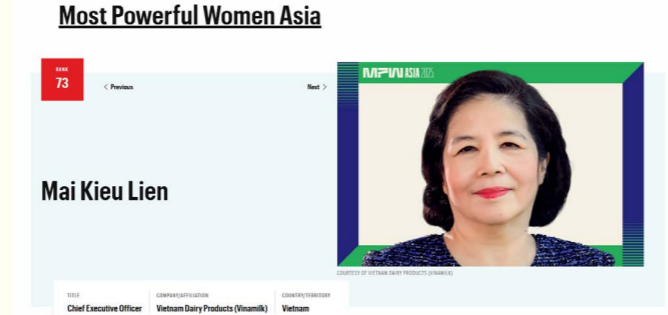 Most Powerful Women Asia
RANK
73
< Previous
Next >
MPW ASIA 2025
Mai Kieu Lien
COURTESY OF VIETNAM DAIRY PRODUCTS (VINAMILK)
TITLE
Chief Executive Officer
COMPANY/AFFILIATION
Vietnam Dairy Products (Vinamilk)
COUNTRY/TERRITORY
Vietnam